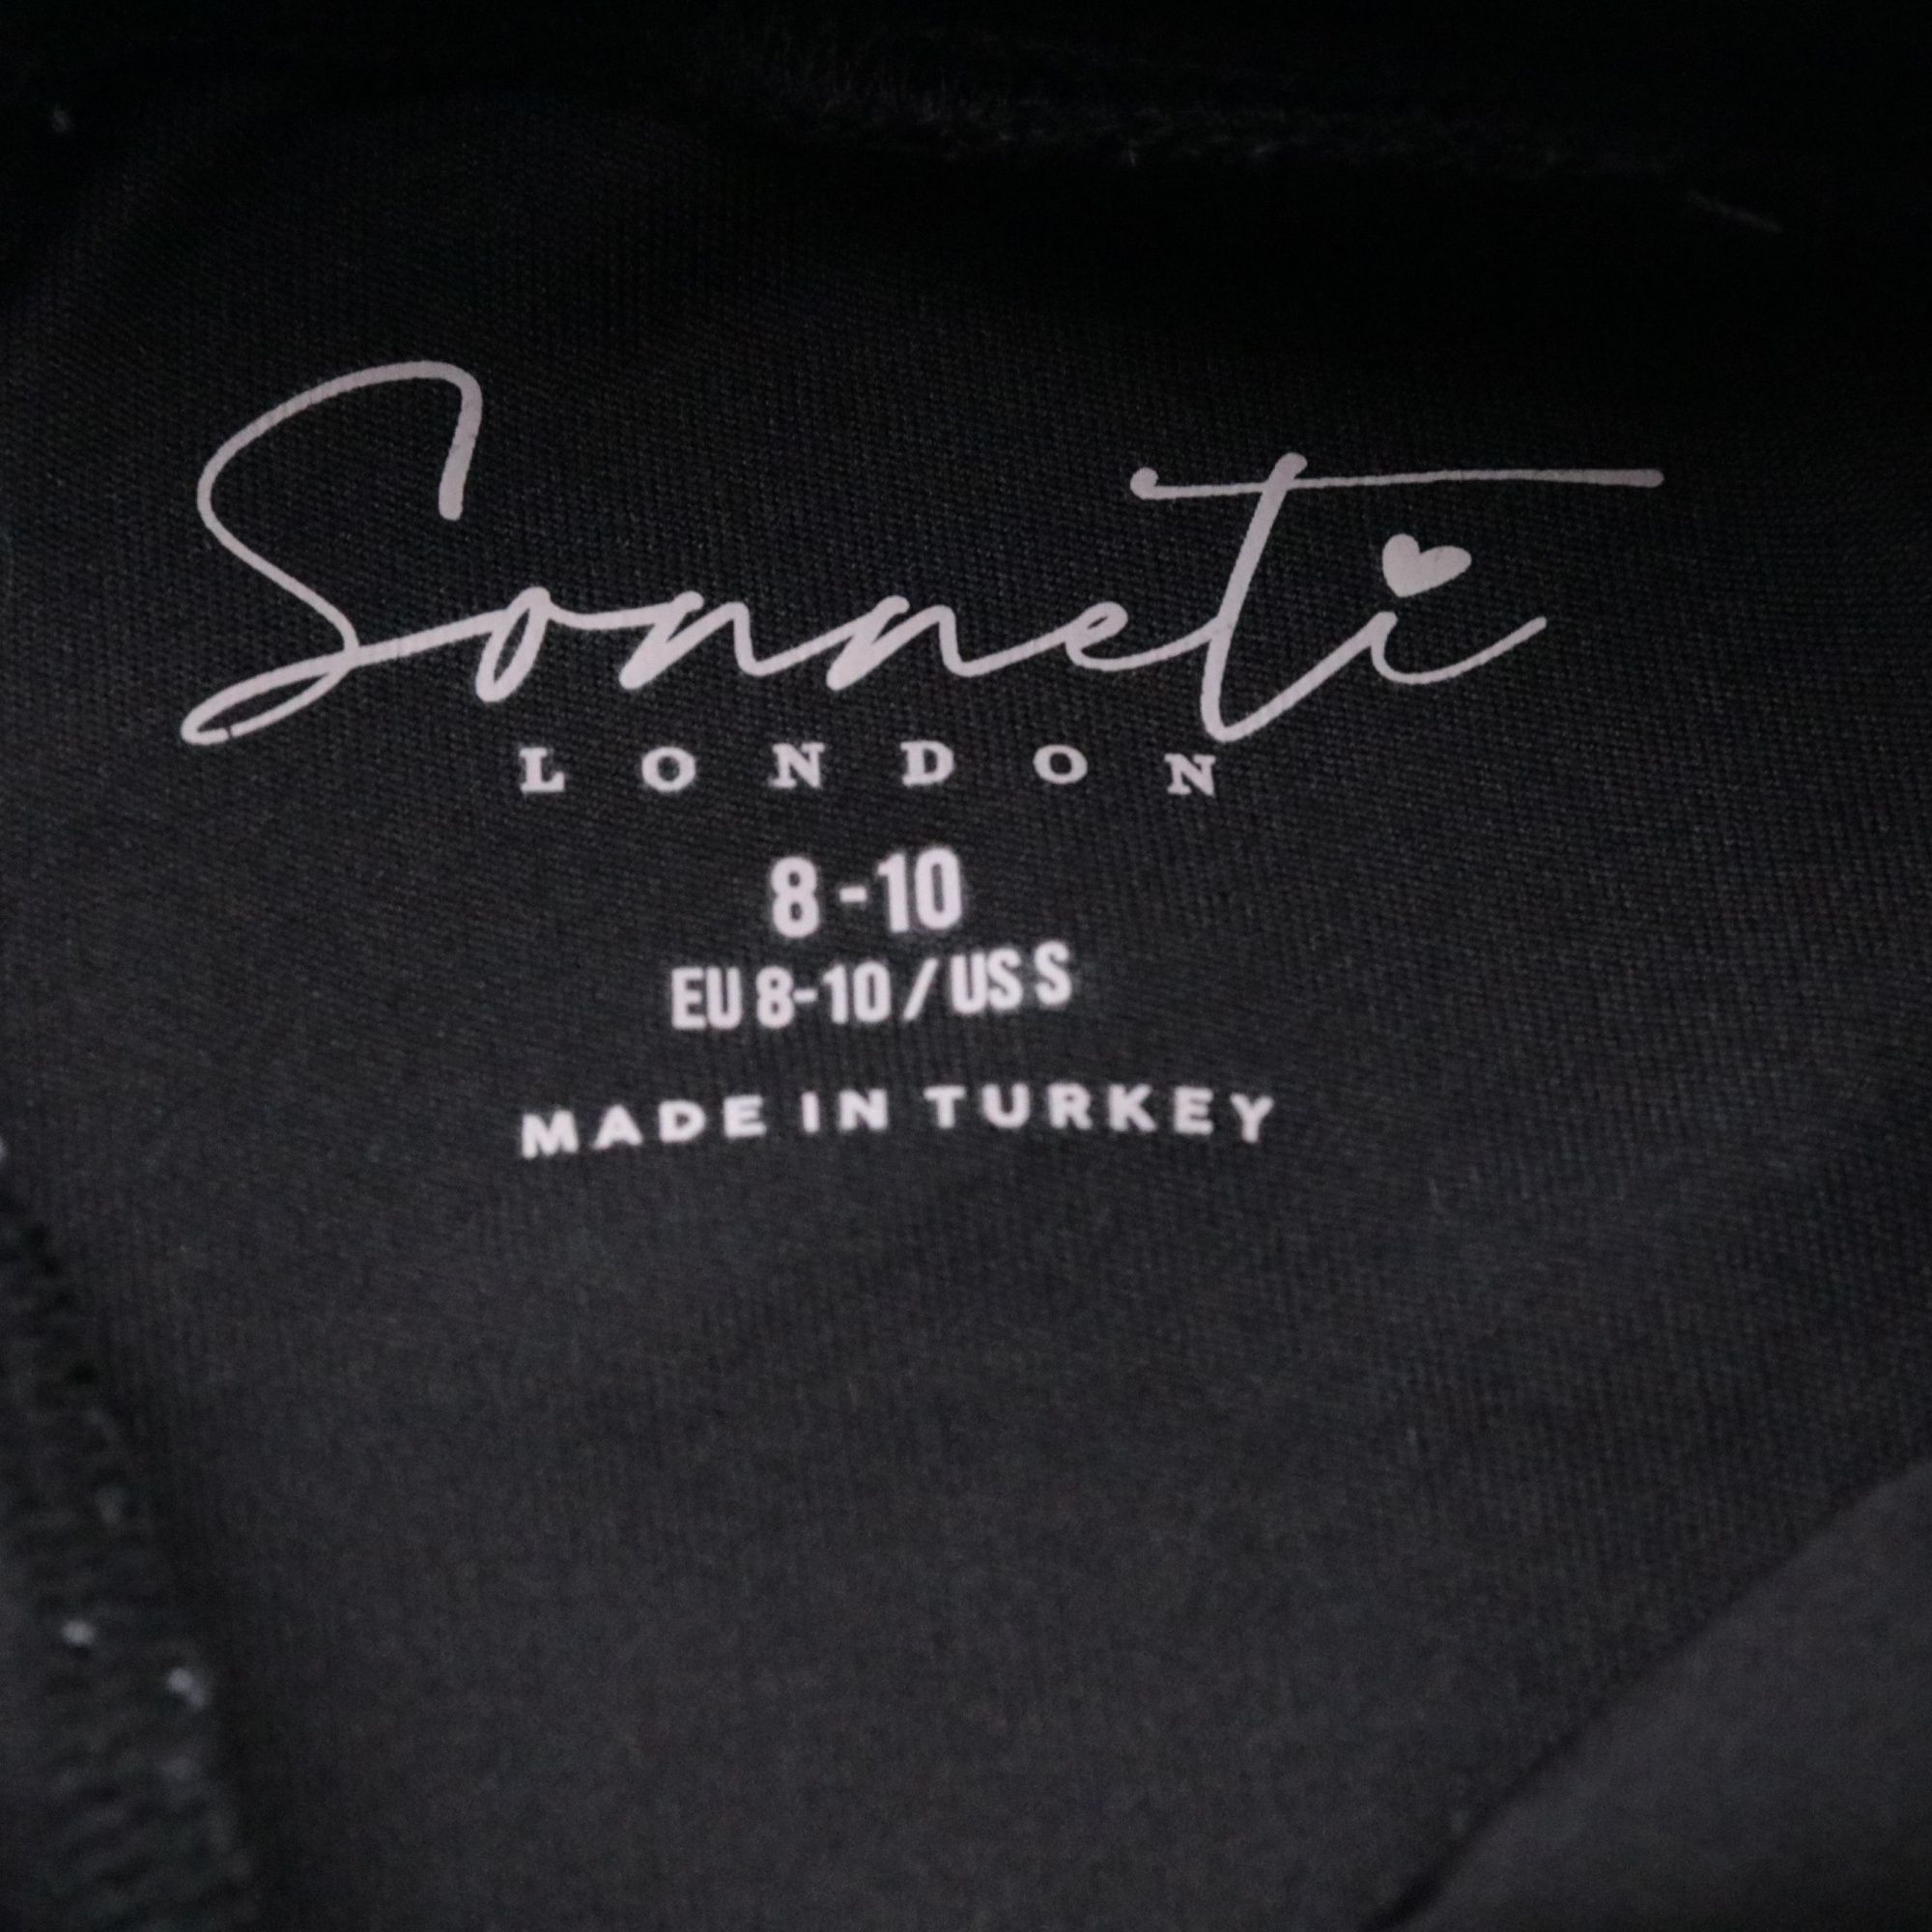 Sonneti
LONDON
8-10
EU 8-10 / US S
MADE IN TURKEY